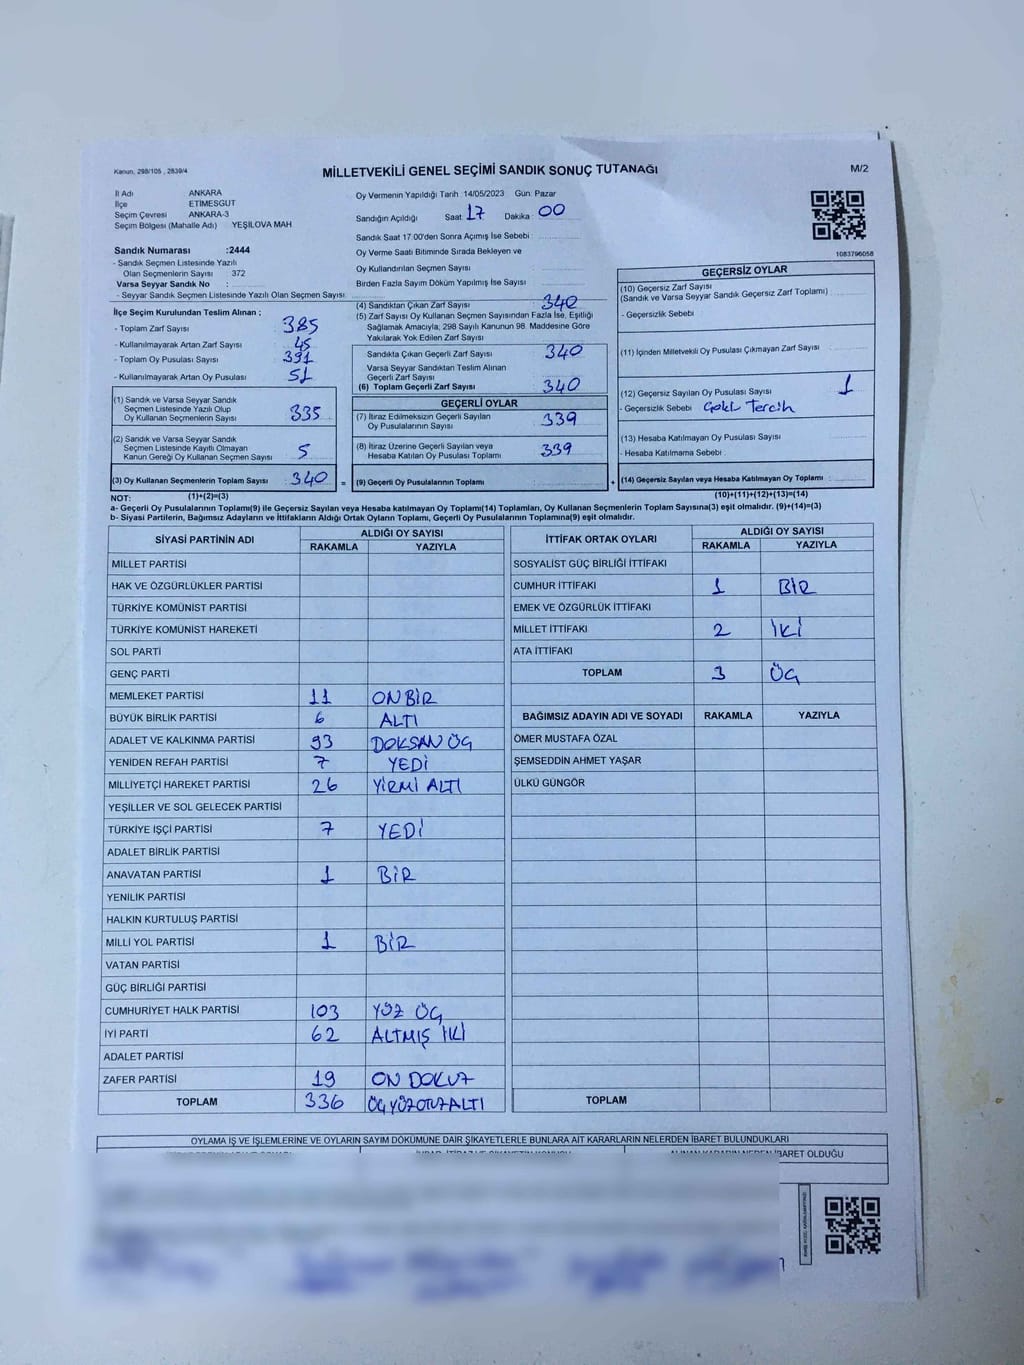 Kanun, 298/105 , 2839/4
MİLLETVEKİLİ GENEL SEÇİMİ SANDIK SONUÇ TUTANAĞI
M/2
İl Adı ANKARA
İlçe ETİMESGUT
Seçim Çevresi ANKARA-3
Seçim Bölgesi (Mahalle Adı) YEŞİLOVA MAH
Sandık Numarası :2444
- Sandık Seçmen Listesinde Yazılı
Olan Seçmenlerin Sayısı : 372
Varsa Seyyar Sandık No :
- Seyyar Sandık Seçmen Listesinde Yazılı Olan Seçmen Sayısı
Oy Vermenin Yapıldığı Tarih :14/05/2023 Gün: Pazar
Sandığın Açıldığı Saat 17 Dakika 00
Sandık Saat 17.00'den Sonra Açımış İse Sebebi :
Oy Verme Saati Bitiminde Sırada Bekleyen ve
Oy Kullandırılan Seçmen Sayısı
Birden Fazla Sayım Döküm Yapılmış İse Sayısı :
1083796058
İlçe Seçim Kurulundan Teslim Alınan :
- Toplam Zarf Sayısı : 385
- Kullanılmayarak Artan Zarf Sayısı : 45
- Toplam Oy Pusulası Sayısı : 391
- Kullanılmayarak Artan Oy Pusulası : 51
(1) Sandık ve Varsa Seyyar Sandık
Seçmen Listesinde Yazılı Olup
Oy Kullanan Seçmenlerin Sayısı 335
(2) Sandık ve Varsa Seyyar Sandık
Seçmen Listesinde Kayıtlı Olmayan
Kanun Gereği Oy Kullanan Seçmen Sayısı 5
(3) Oy Kullanan Seçmenlerin Toplam Sayısı 340 =
(4) Sandıktan Çıkan Zarf Sayısı 340
(5) Zarf Sayısı Oy Kullanan Seçmen Sayısından Fazla İse, Eşitliği
Sağlamak Amacıyla, 298 Sayılı Kanunun 98. Maddesine Göre
Yakılarak Yok Edilen Zarf Sayısı
Sandıkta Çıkan Geçerli Zarf Sayısı 340
Varsa Seyyar Sandıktan Teslim Alınan
Geçerli Zarf Sayısı
(6) Toplam Geçerli Zarf Sayısı 340
GEÇERLİ OYLAR
(7) İtiraz Edilmeksizin Geçerli Sayılan
Oy Pusulalarının Sayısı 339
(8) İtiraz Üzerine Geçerli Sayılan veya
Hesaba Katılan Oy Pusulası Toplamı 339
(9) Geçerli Oy Pusulalarının Toplamı +
GEÇERSİZ OYLAR
(10) Geçersiz Zarf Sayısı
(Sandık ve Varsa Seyyar Sandık Geçersiz Zarf Toplamı)
- Geçersizlik Sebebi
(11) İçinden Milletvekili Oy Pusulası Çıkmayan Zarf Sayısı
(12) Geçersiz Sayılan Oy Pusulası Sayısı 1
- Geçersizlik Sebebi Çoklu Tercih
(13) Hesaba Katılmayan Oy Pusulası Sayısı
- Hesaba Katılmama Sebebi :
(14) Geçersiz Sayılan veya Hesaba Katılmayan Oy Toplamı :
NOT: (1)+(2)=(3) (10)+(11)+(12)+(13)=(14)
a- Geçerli Oy Pusulalarının Toplamı(9) ile Geçersiz Sayılan veya Hesaba katılmayan Oy Toplamı(14) Toplamları, Oy Kullanan Seçmenlerin Toplam Sayısına(3) eşit olmalıdır. (9)+(14)=(3)
b- Siyasi Partilerin, Bağımsız Adayların ve İttifakların Aldığı Ortak Oyların Toplamı, Geçerli Oy Pusulalarının Toplamına(9) eşit olmalıdır.
SİYASİ PARTİNİN ADI ALDIĞI OY SAYISI
RAKAMLA YAZIYLA
MİLLET PARTİSİ
HAK VE ÖZGÜRLÜKLER PARTİSİ
TÜRKİYE KOMÜNİST PARTİSİ
TÜRKİYE KOMÜNİST HAREKETİ
SOL PARTİ
GENÇ PARTİ
MEMLEKET PARTİSİ 11 ON BİR
BÜYÜK BİRLİK PARTİSİ 6 ALTI
ADALET VE KALKINMA PARTİSİ 93 DOKSAN ÜÇ
YENİDEN REFAH PARTİSİ 7 YEDİ
MİLLİYETÇİ HAREKET PARTİSİ 26 YİRMİ ALTI
YEŞİLLER VE SOL GELECEK PARTİSİ
TÜRKİYE İŞÇİ PARTİSİ 7 YEDİ
ADALET BİRLİK PARTİSİ
ANAVATAN PARTİSİ 1 BİR
YENİLİK PARTİSİ
HALKIN KURTULUŞ PARTİSİ
MİLLİ YOL PARTİSİ 1 BİR
VATAN PARTİSİ
GÜÇ BİRLİĞİ PARTİSİ
CUMHURİYET HALK PARTİSİ 103 YÜZ ÜÇ
İYİ PARTİ 62 ALTMIŞ İKİ
ADALET PARTİSİ
ZAFER PARTİSİ 19 ON DOKUZ
TOPLAM 336 ÜÇYÜZOTUZALTI
İTTİFAK ORTAK OYLARI ALDIĞI OY SAYISI
RAKAMLA YAZIYLA
SOSYALİST GÜÇ BİRLİĞİ İTTİFAKI
CUMHUR İTTİFAKI 1 BİR
EMEK VE ÖZGÜRLÜK İTTİFAKI
MİLLET İTTİFAKI 2 İKİ
ATA İTTİFAKI
TOPLAM 3 ÜÇ
BAĞIMSIZ ADAYIN ADI VE SOYADI RAKAMLA YAZIYLA
ÖMER MUSTAFA ÖZAL
ŞEMSEDDİN AHMET YAŞAR
ÜLKÜ GÜNGÖR
TOPLAM
OYLAMA İŞ VE İŞLEMLERİNE VE OYLARIN SAYIM DÖKÜMÜNE DAİR ŞİKAYETLERLE BUNLARA AİT KARARLARIN NELERDEN İBARET BULUNDUKLARI